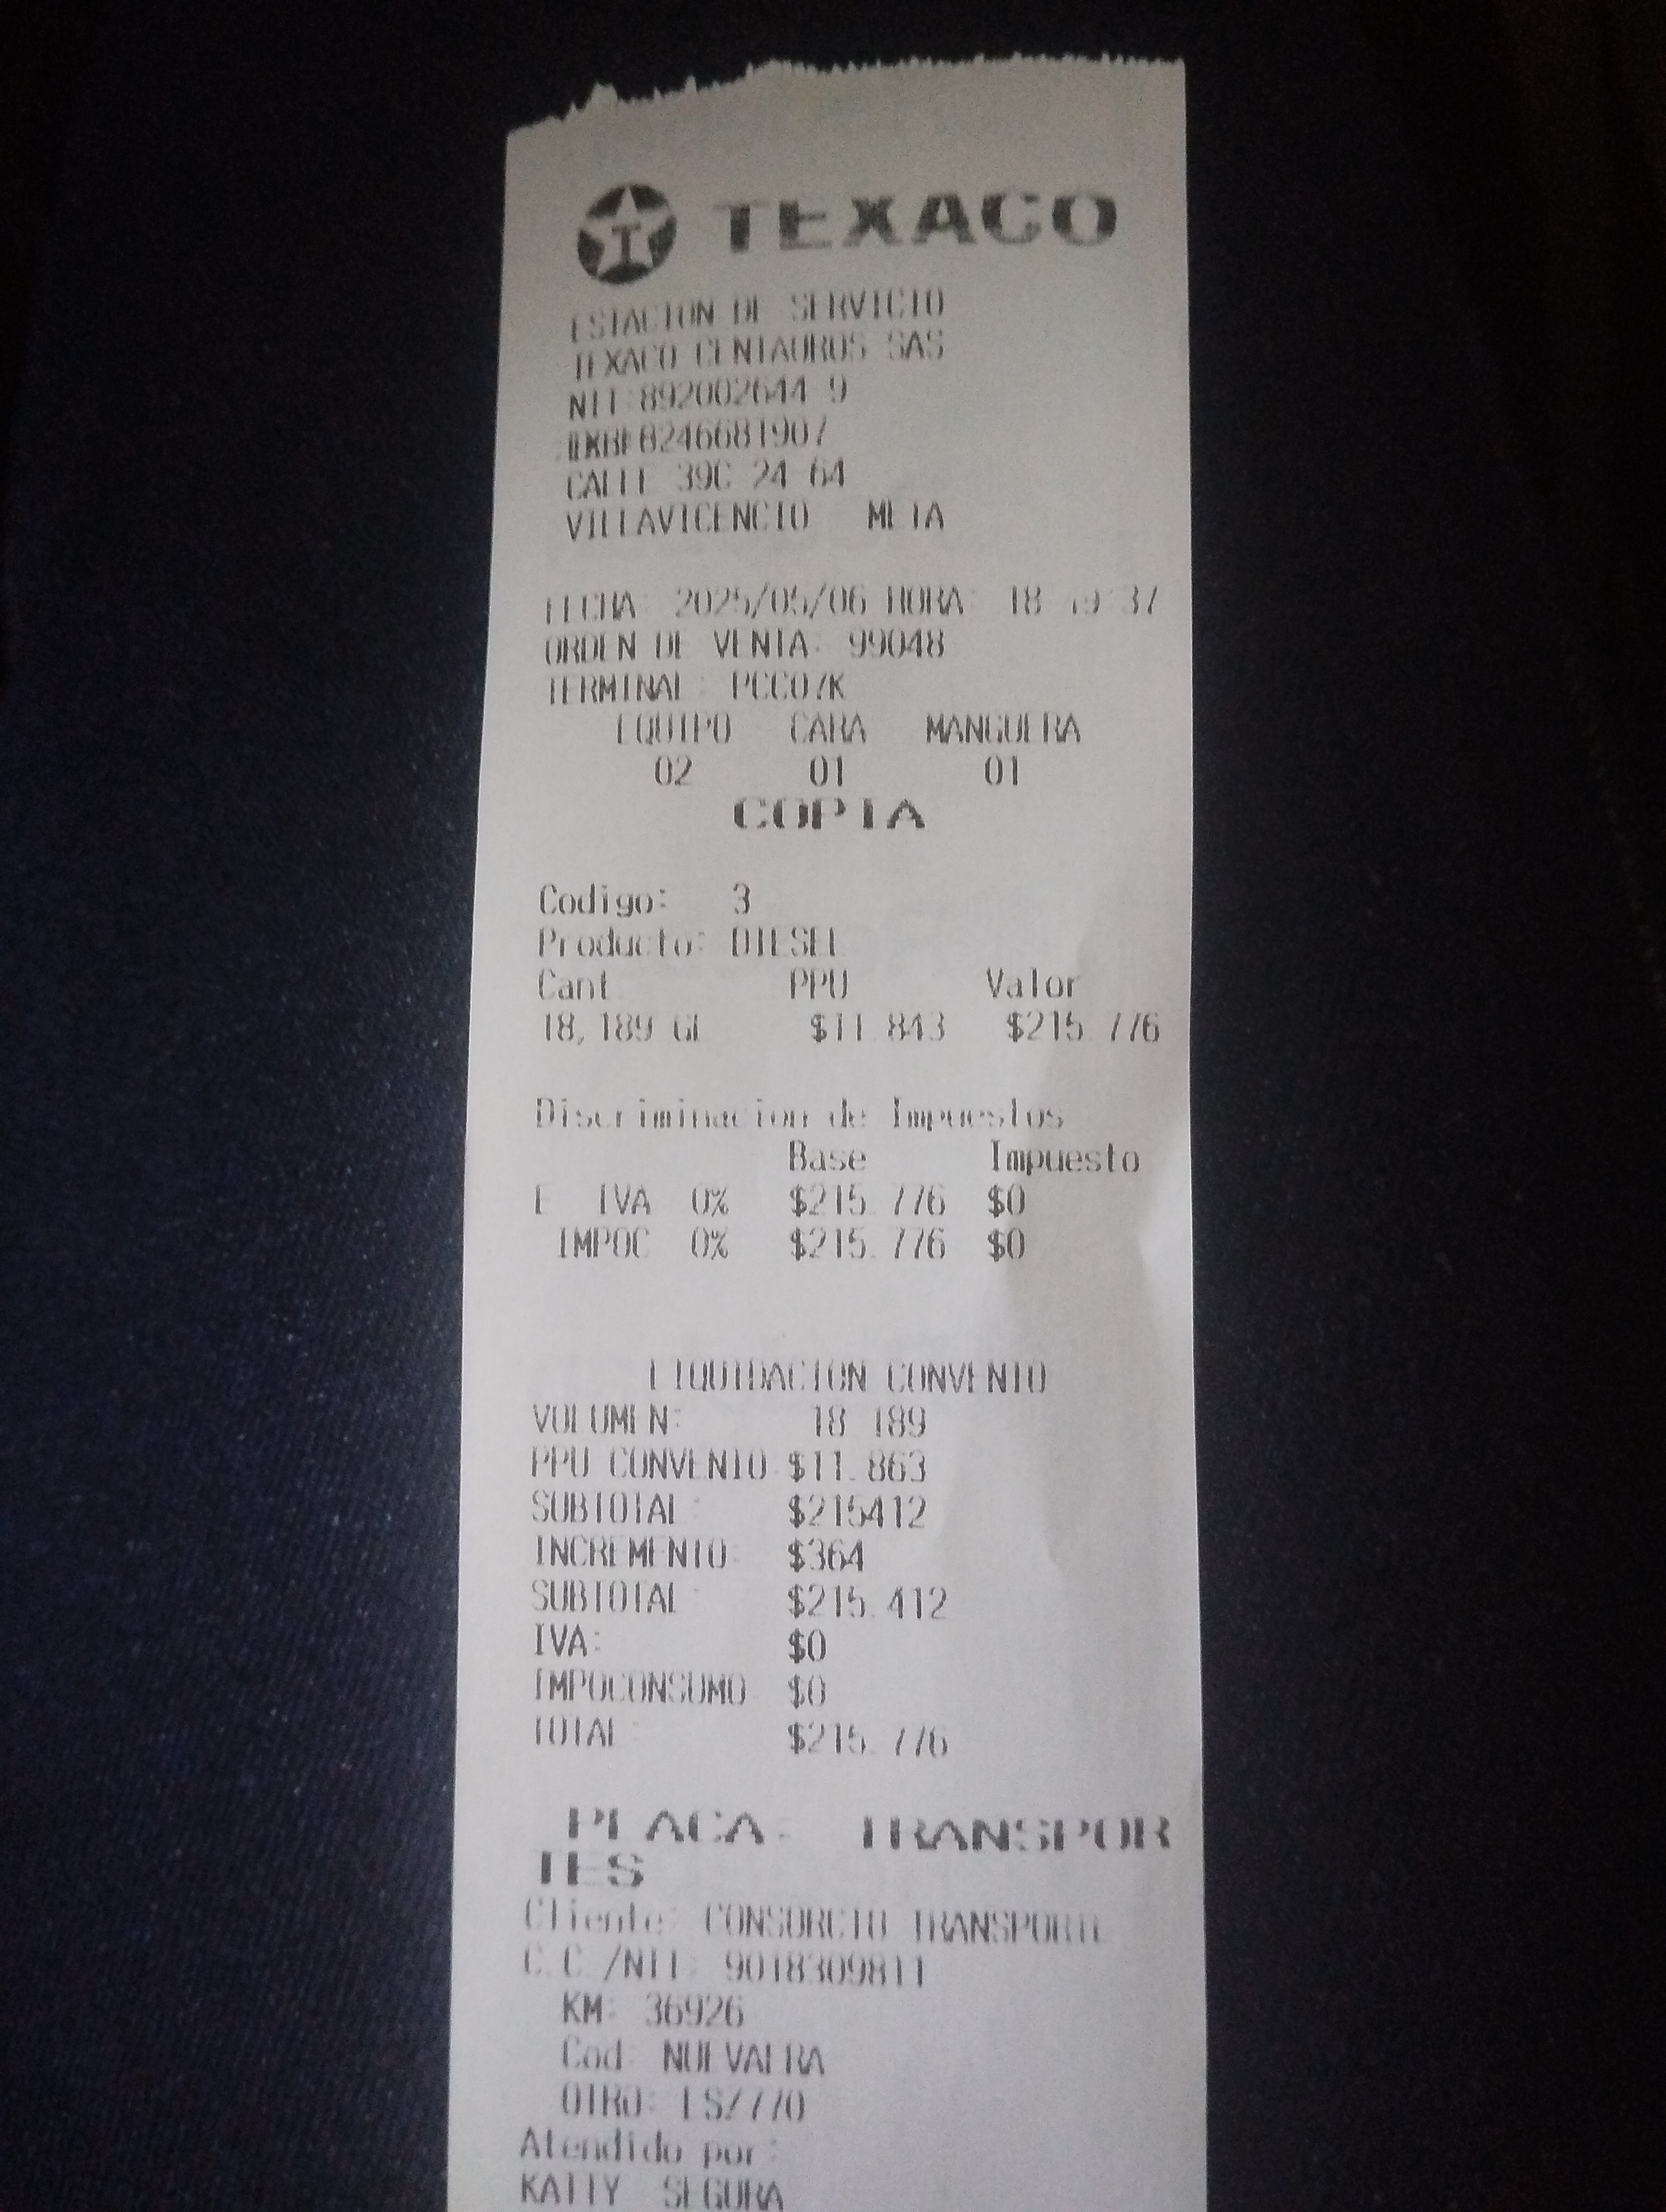 TEXACO
ESTACION DE SERVICIO
TEXACO CENTAUROS SAS
NIT:892002644 9
CALLE 39C 24 64
VILLAVICENCIO META
FECHA: 2025/05/06 HORA: 18
ORDEN DE VENTA: 99048
TERMINAL: PCC07K
EQUIPO CARA MANGUERA
02 01 01
COPIA
Codigo: 3
Producto: DIESEL
Cant. PPU Valor
18,189 GL $11.843 $215.776
Discriminacion de Impuestos
Base Impuesto
E IVA 0% $215.776 $0
IMPOC 0% $215.776 $0
LIQUIDACION CONVENIO
VOLUMEN: 18.189
PPU CONVENIO $11.863
SUBTOTAL: $215412
INCREMENTO: $364
SUBTOTAL: $215.412
IVA: $0
IMPOCONSUMO $0
TOTAL: $215.776
PLACA: TRANSPOR
TES
Cliente: CONSORCIO TRANSPORTE
C.C./NIT: 9018309811
KM: 36926
Cod: NUEVAERA
OTRO:
Atendido por:
KATTY SEGURA